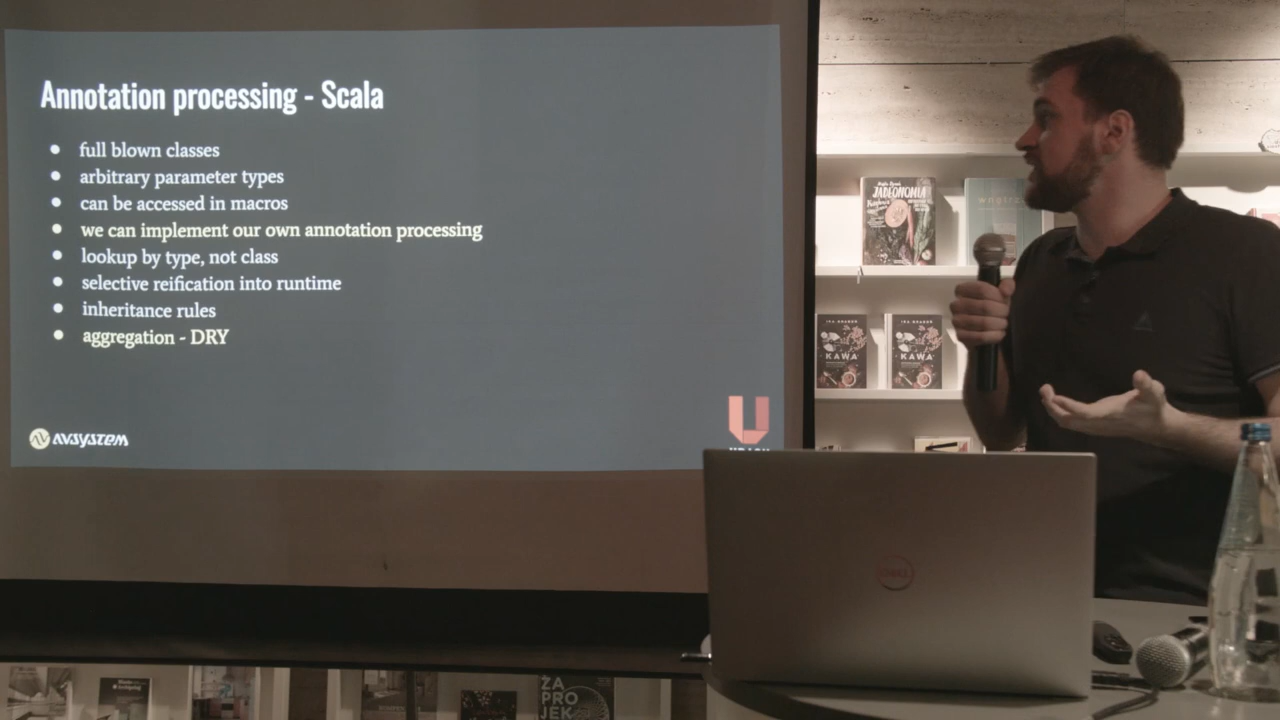 Annotation processing - Scala
full blown classes
arbitrary parameter types
can be accessed in macros
we can implement our own annotation processing
lookup by type, not class
selective reification into runtime
inheritance rules
aggregation - DRY
AVSYSTEM
JADŁONOMIA
KAWA
KAWA
DELL
ŻA
PRO
JEK